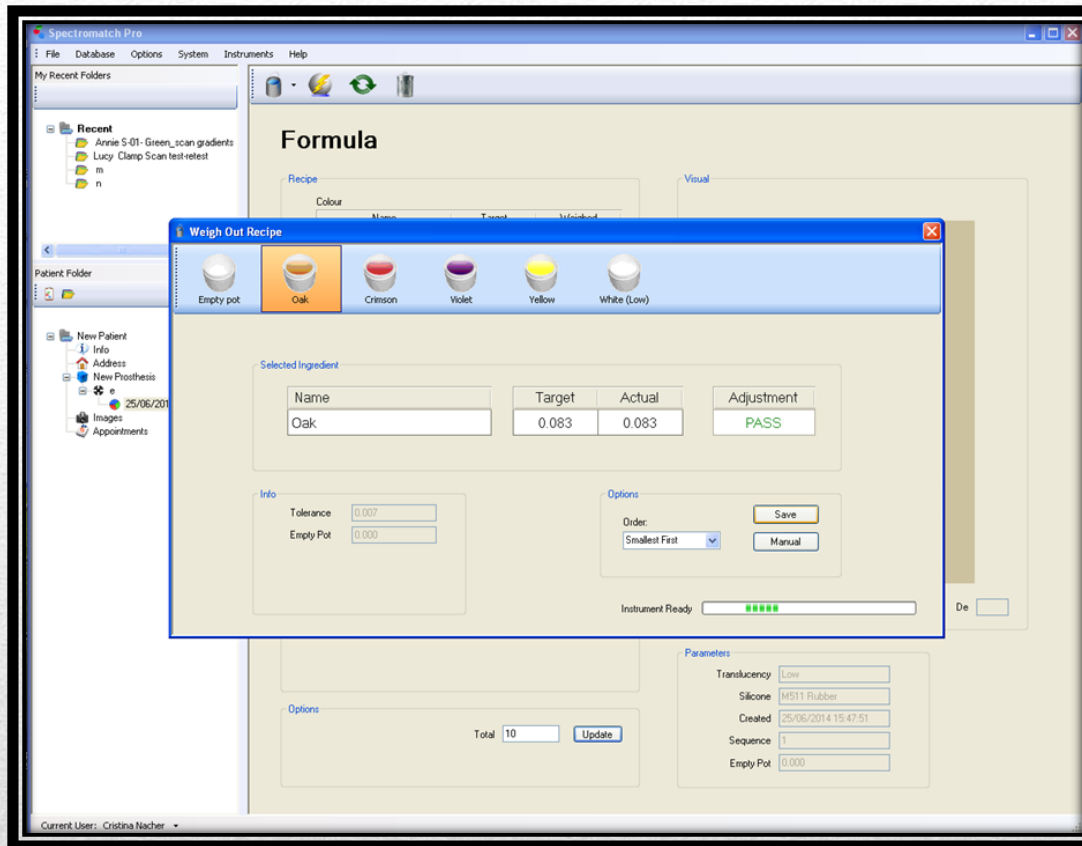 Spectromatch Pro
File Database Options System Instruments Help
My Recent Folders
Recent
Annie S-01- Green_scan gradients
Lucy Clamp Scan test-retest
m
n
Patient Folder
New Patient
Info
Address
New Prosthesis
e
25/06/201
Images
Appointments
Formula
Recipe
Colour
Name Target Weighed
Visual
Weigh Out Recipe
Empty pot Oak Crimson Violet Yellow White (Low)
Selected Ingredient
Name Target Actual Adjustment
Oak 0.083 0.083 PASS
Info
Tolerance 0.007
Empty Pot 0.000
Options
Order:
Smallest First
Save
Manual
Instrument Ready
De
Options
Total 10 Update
Parameters
Translucency Low
Silicone M511 Rubber
Created 25/06/2014 15:47:51
Sequence 1
Empty Pot 0.000
Current User: Cristina Nacher